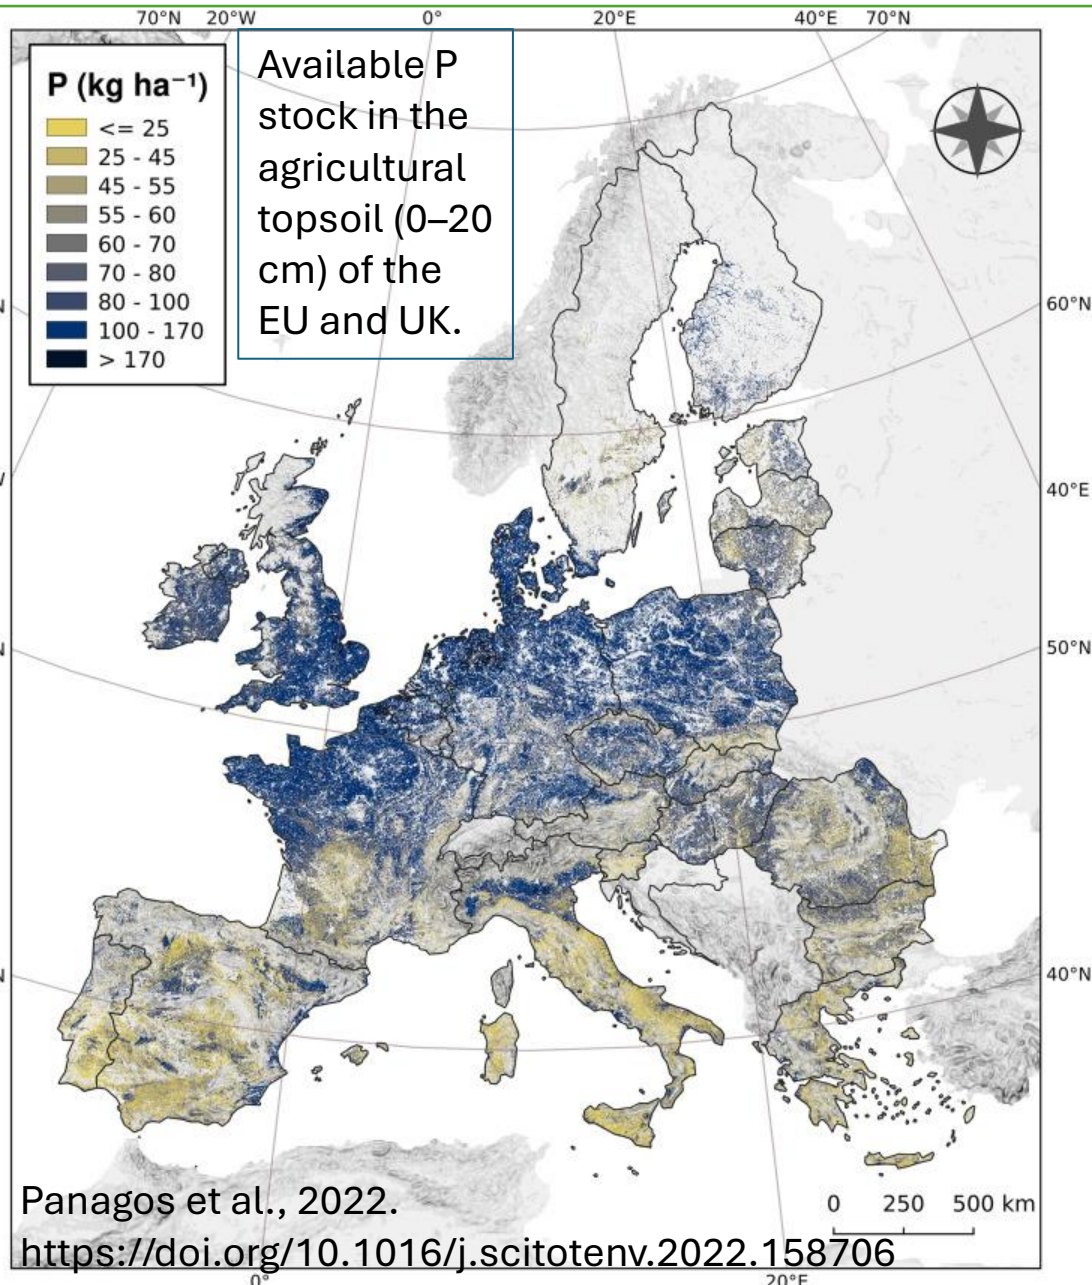 70°N 20°W 0° 20°E 40°E 70°N
P (kg ha⁻¹)
<= 25
25 - 45
45 - 55
55 - 60
60 - 70
70 - 80
80 - 100
100 - 170
> 170
Available P
stock in the
agricultural
topsoil (0–20
cm) of the
EU and UK.
60°N
40°E
50°N
40°N
0 250 500 km
Panagos et al., 2022.
https://doi.org/10.1016/j.scitotenv.2022.158706
0° 20°E